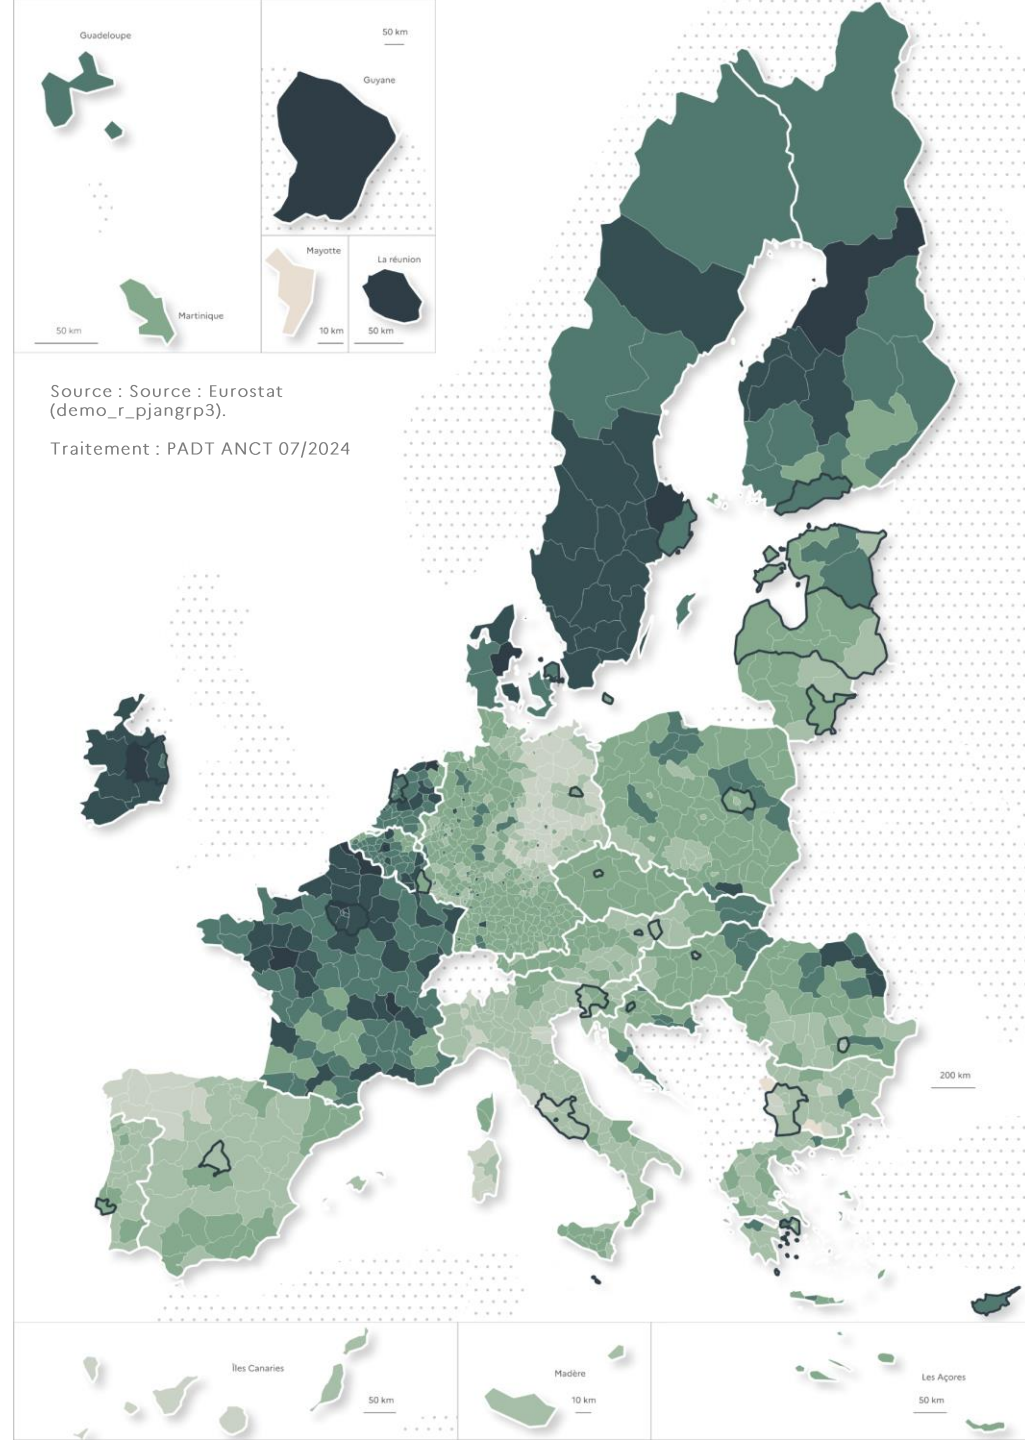 Guadeloupe
50 km
Guyane
Mayotte
La réunion
Martinique
50 km
10 km
50 km
Source : Source : Eurostat
(demo_r_pjangrp3).
Traitement : PADT ANCT 07/2024
200 km
Îles Canaries
50 km
Madère
10 km
Les Açores
50 km